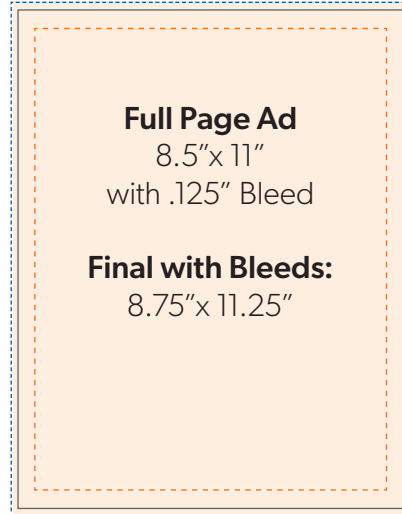 Full Page Ad
8.5”x 11”
with .125” Bleed
Final with Bleeds:
8.75”x 11.25”